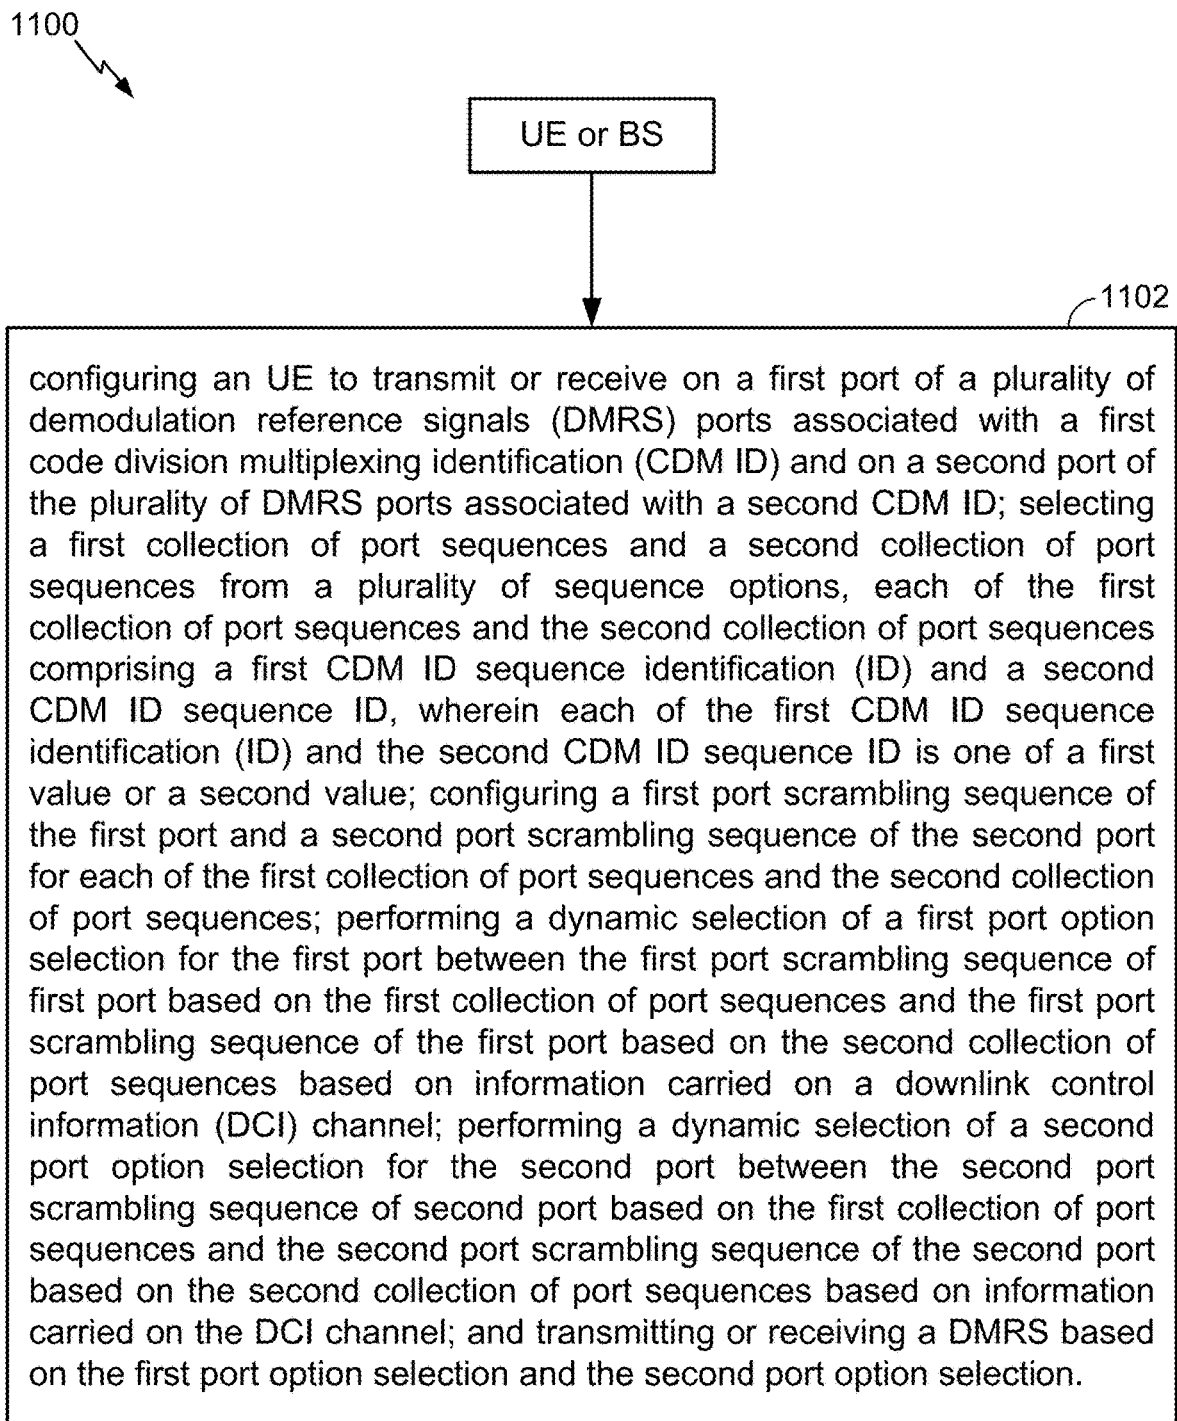 1100
UE or BS
1102
configuring an UE to transmit or receive on a first port of a plurality of
demodulation reference signals (DMRS) ports associated with a first
code division multiplexing identification (CDM ID) and on a second port of
the plurality of DMRS ports associated with a second CDM ID; selecting
a first collection of port sequences and a second collection of port
sequences from a plurality of sequence options, each of the first
collection of port sequences and the second collection of port sequences
comprising a first CDM ID sequence identification (ID) and a second
CDM ID sequence ID, wherein each of the first CDM ID sequence
identification (ID) and the second CDM ID sequence ID is one of a first
value or a second value; configuring a first port scrambling sequence of
the first port and a second port scrambling sequence of the second port
for each of the first collection of port sequences and the second collection
of port sequences; performing a dynamic selection of a first port option
selection for the first port between the first port scrambling sequence of
first port based on the first collection of port sequences and the first port
scrambling sequence of the first port based on the second collection of
port sequences based on information carried on a downlink control
information (DCI) channel; performing a dynamic selection of a second
port option selection for the second port between the second port
scrambling sequence of second port based on the first collection of port
sequences and the second port scrambling sequence of the second port
based on the second collection of port sequences based on information
carried on the DCI channel; and transmitting or receiving a DMRS based
on the first port option selection and the second port option selection.